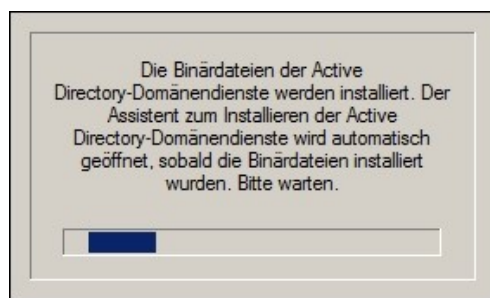 Die Binärdateien der Active
Directory-Domänendienste werden installiert. Der
Assistent zum Installieren der Active
Directory-Domänendienste wird automatisch
geöffnet, sobald die Binärdateien installiert
wurden. Bitte warten.